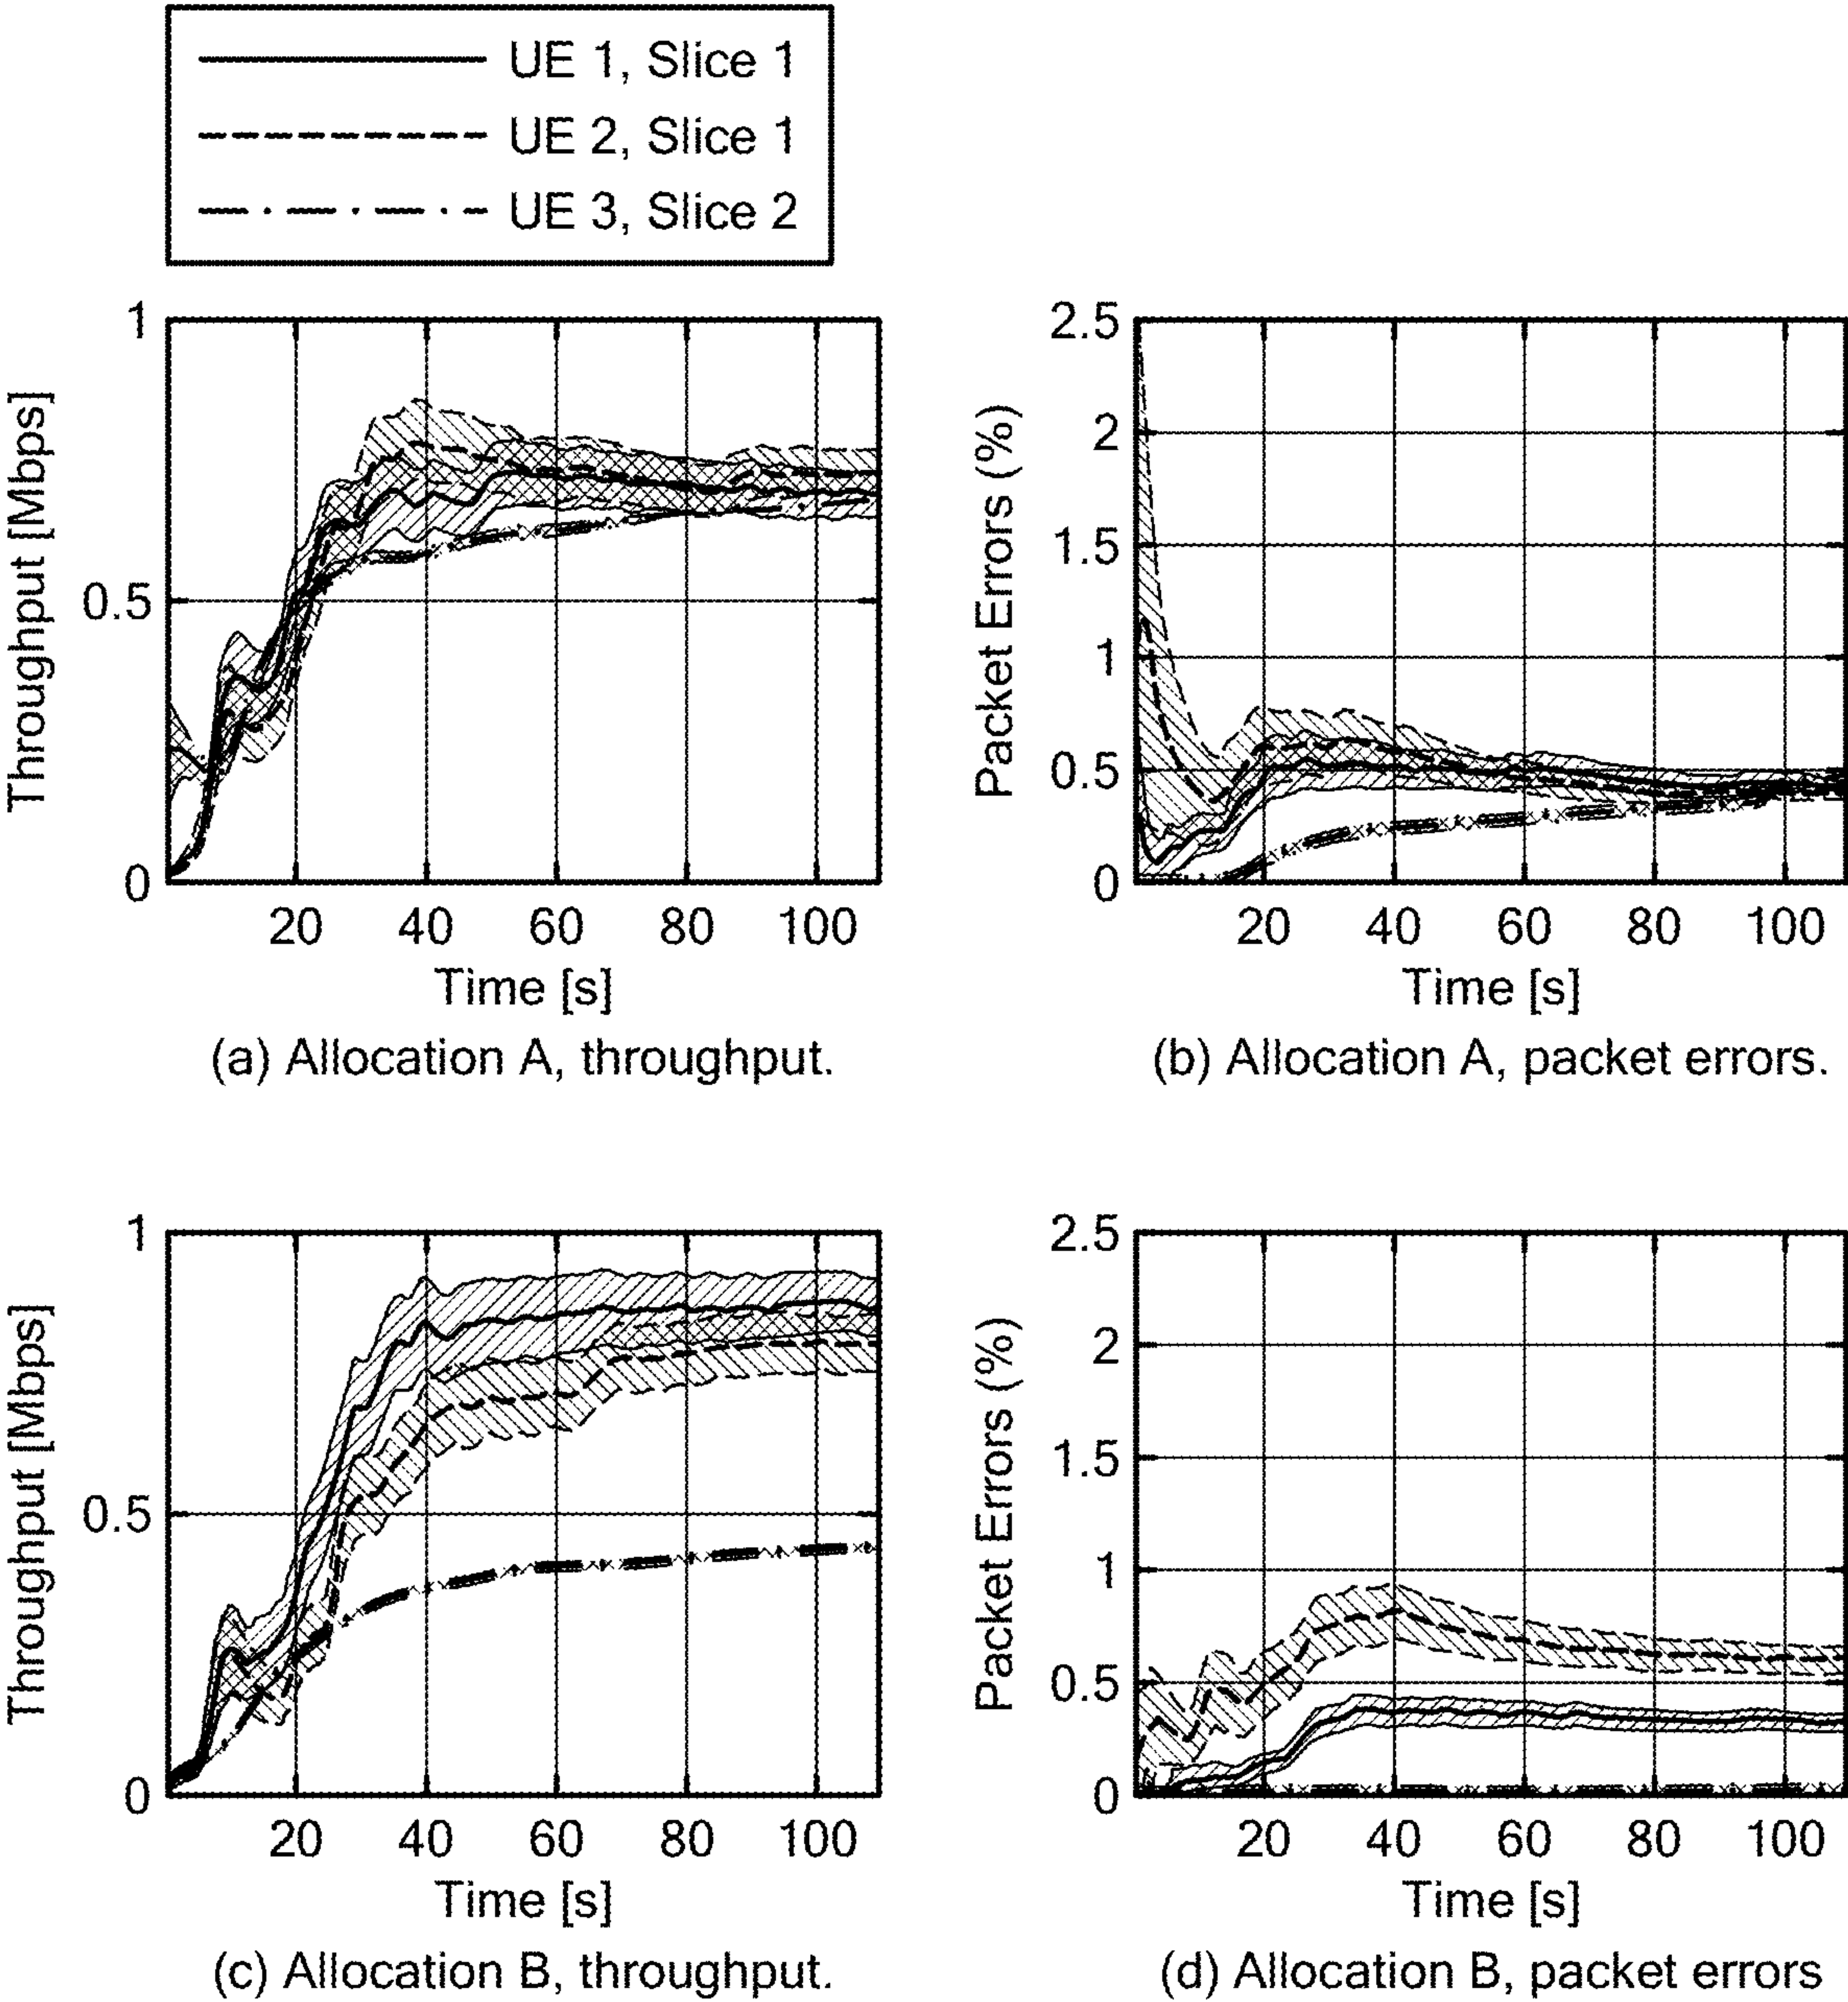 UE 1, Slice 1
UE 2, Slice 1
UE 3, Slice 2
1
0.5
0
Throughput [Mbps]
20 40 60 80 100
Time [s]
(a) Allocation A, throughput.
2.5
2
1.5
1
0.5
0
Packet Errors (%)
20 40 60 80 100
Time [s]
(b) Allocation A, packet errors.
1
0.5
0
Throughput [Mbps]
20 40 60 80 100
Time [s]
(c) Allocation B, throughput.
2.5
2
1.5
1
0.5
0
Packet Errors (%)
20 40 60 80 100
Time [s]
(d) Allocation B, packet errors